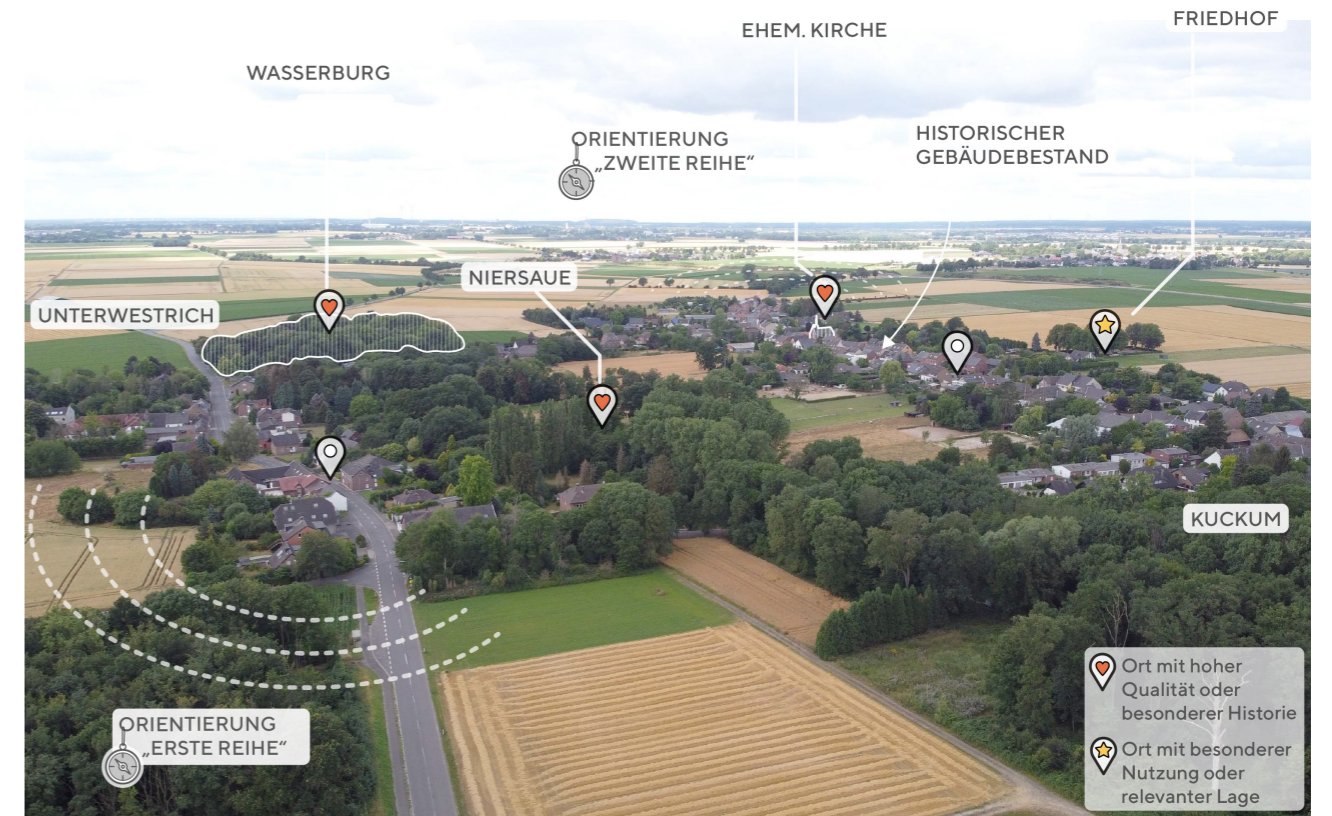 FRIEDHOF
EHEM. KIRCHE
WASSERBURG
ORIENTIERUNG
„ZWEITE REIHE“
HISTORISCHER
GEBÄUDEBESTAND
NIERSAUE
UNTERWESTRICH
KUCKUM
ORIENTIERUNG
„ERSTE REIHE“
Ort mit hoher
Qualität oder
besonderer Historie
Ort mit besonderer
Nutzung oder
relevanter Lage